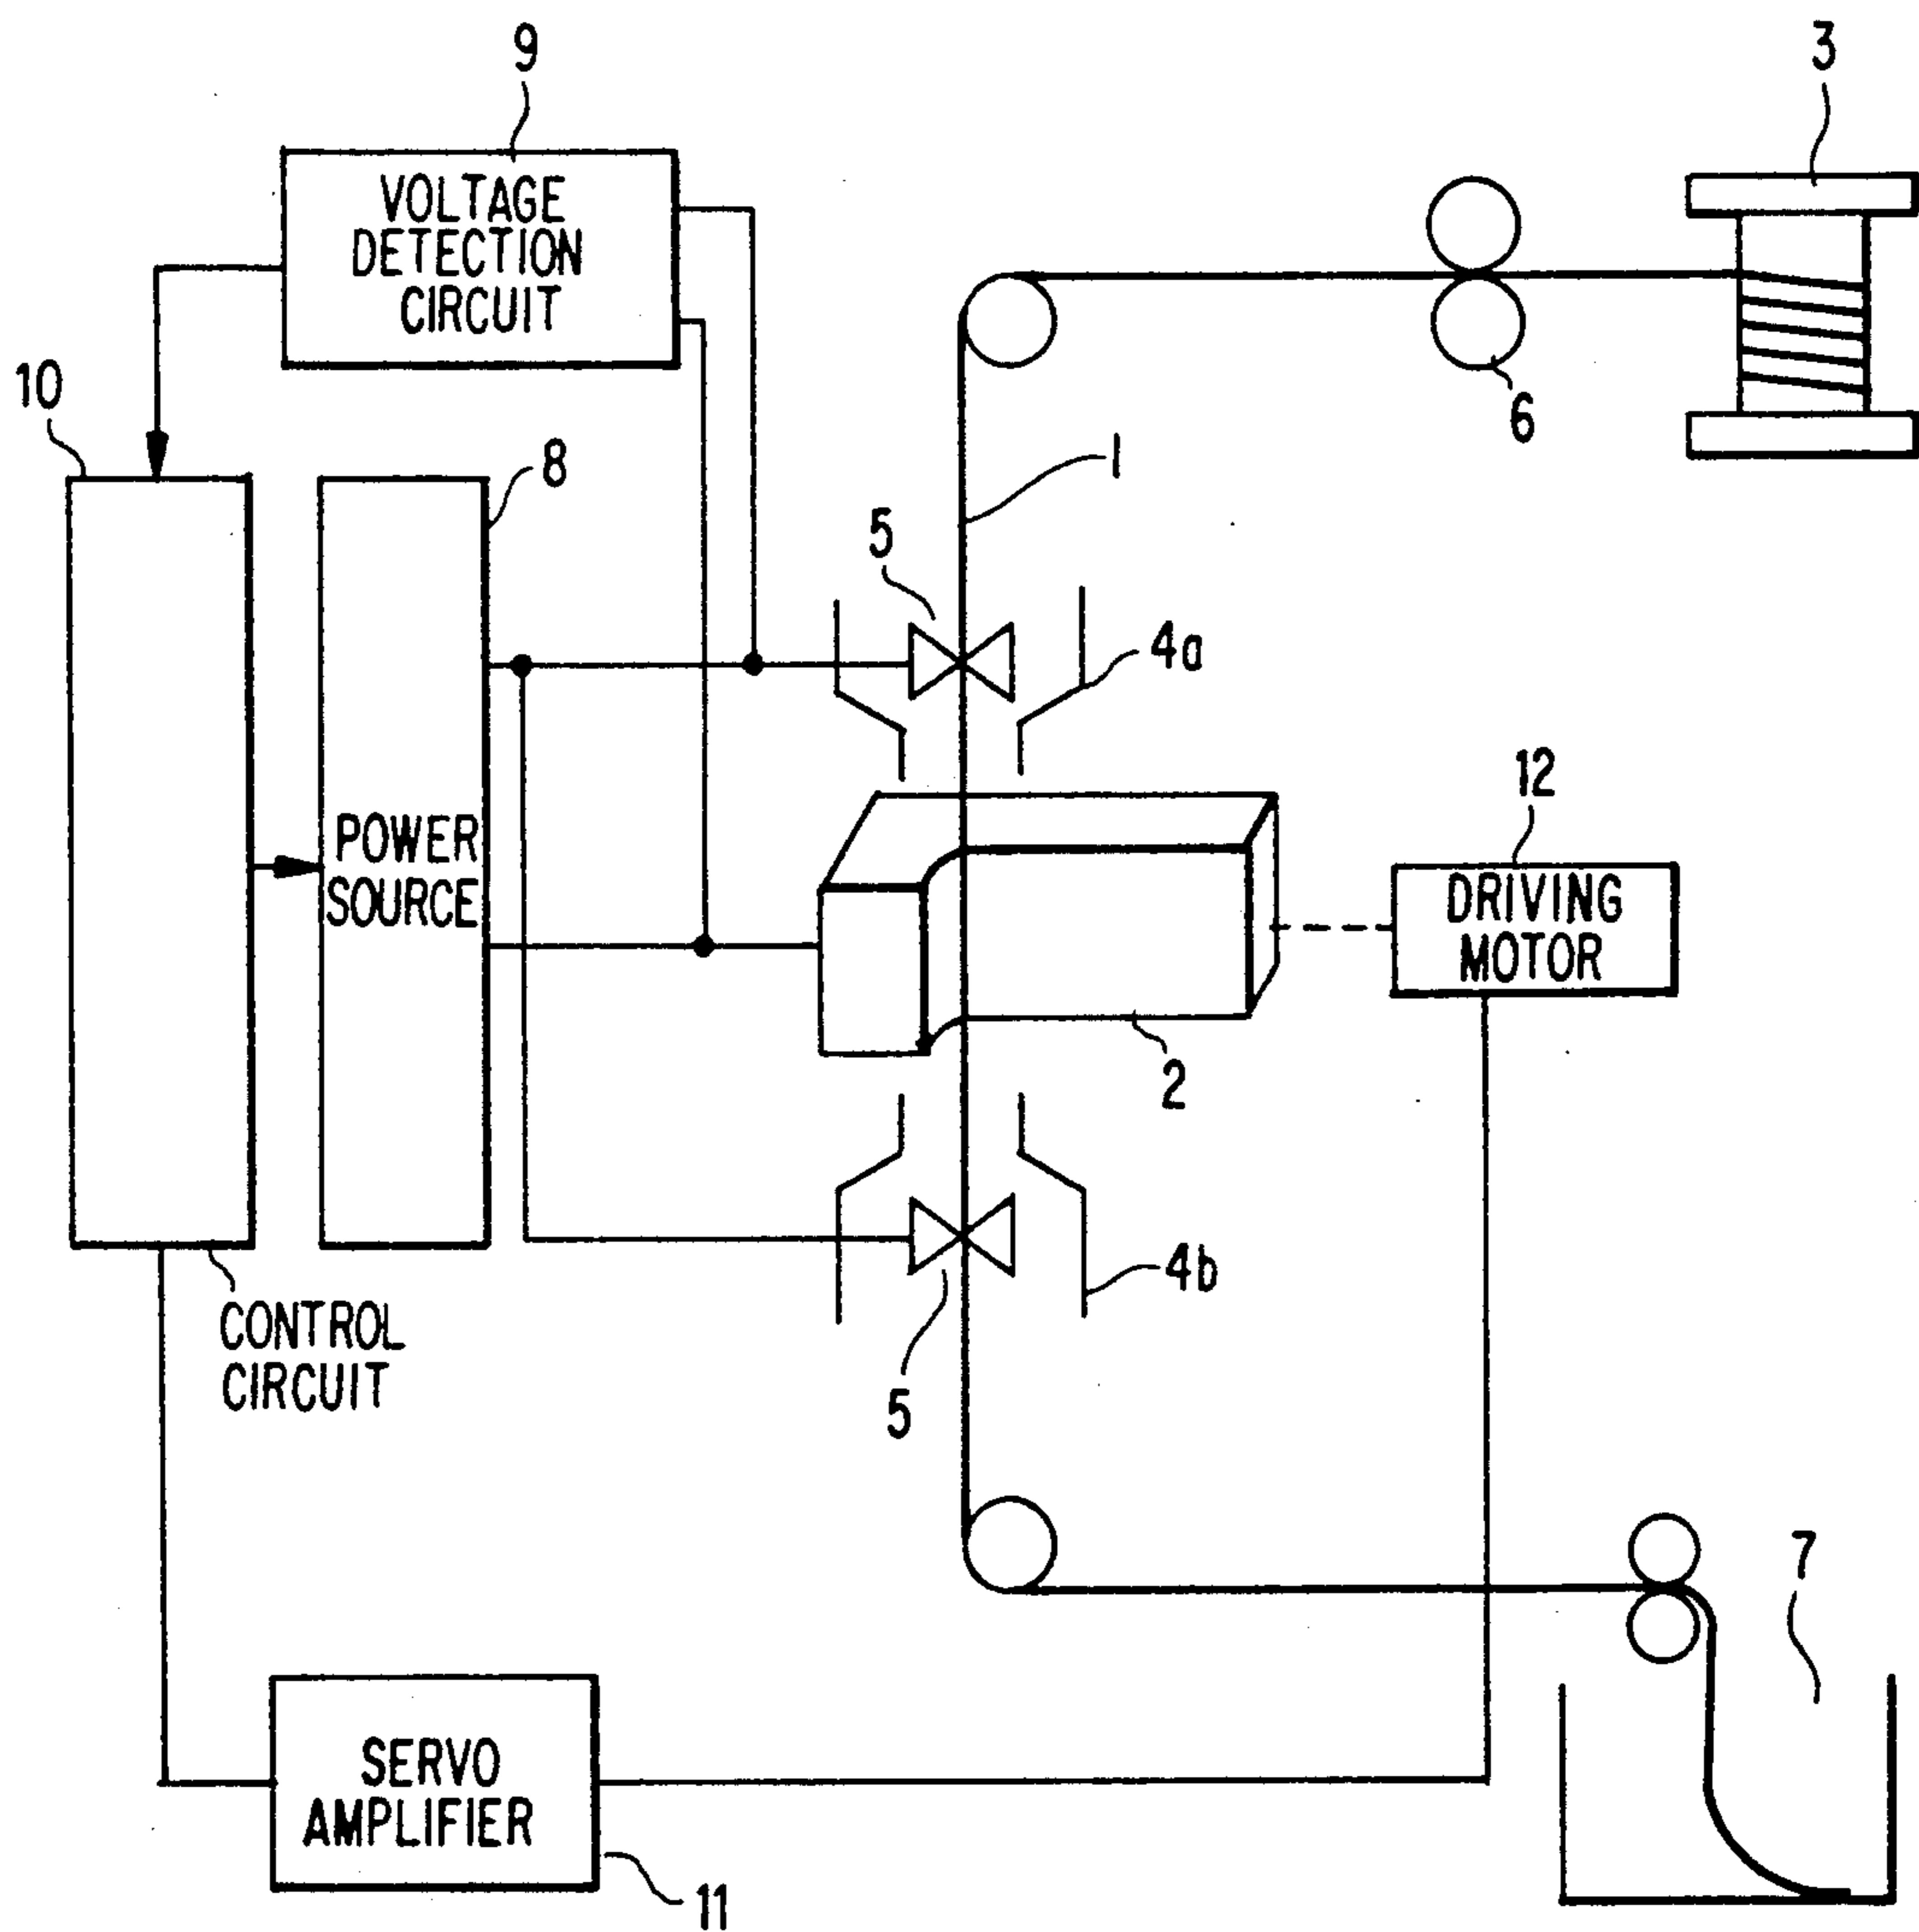 9
3
VOLTAGE
DETECTION
CIRCUIT
10
6
8
1
5
4a
12
POWER
SOURCE
DRIVING
MOTOR
2
4b
CONTROL
CIRCUIT
5
7
SERVO
AMPLIFIER
11